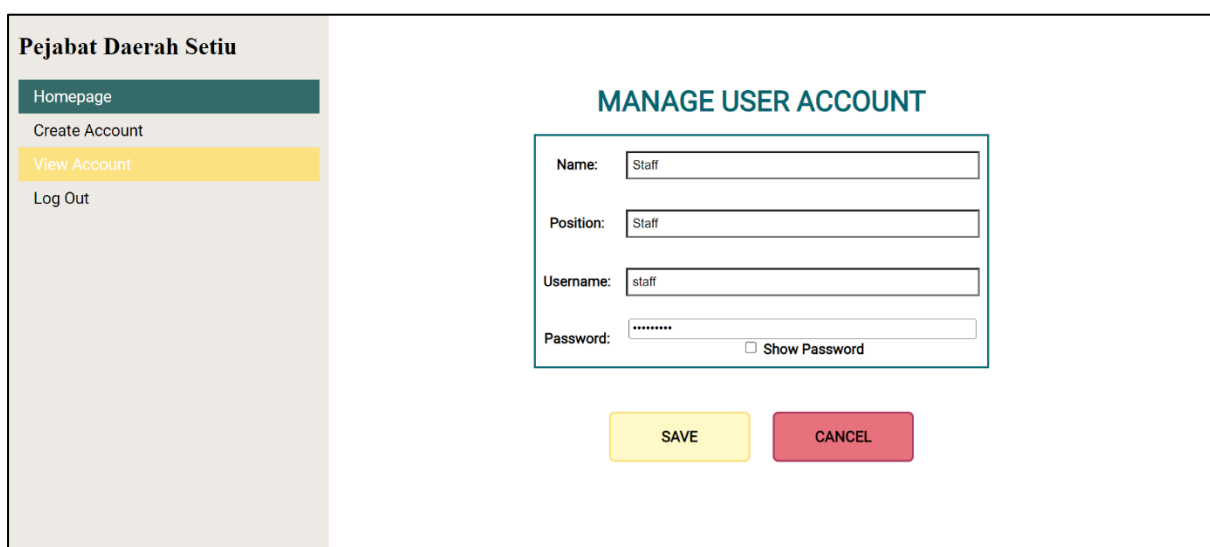 Pejabat Daerah Setiu
Homepage
Create Account
View Account
Log Out
MANAGE USER ACCOUNT
Name: Staff
Position: Staff
Username: staff
Password: •••••••••
Show Password
SAVE CANCEL